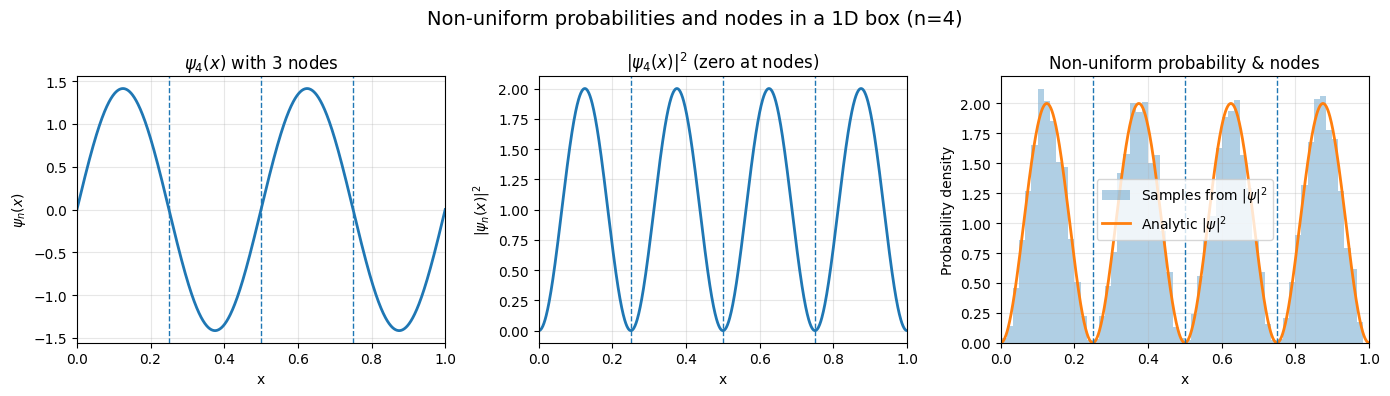 Non-uniform probabilities and nodes in a 1D box (n=4)
ψ₄(x) with 3 nodes
1.5
1.0
0.5
0.0
−0.5
−1.0
−1.5
ψₙ(x)
0.0 0.2 0.4 0.6 0.8 1.0
x
|ψ₄(x)|² (zero at nodes)
2.00
1.75
1.50
1.25
1.00
0.75
0.50
0.25
0.00
|ψₙ(x)|²
0.0 0.2 0.4 0.6 0.8 1.0
x
Non-uniform probability & nodes
2.00
1.75
1.50
1.25
1.00
0.75
0.50
0.25
0.00
Probability density
Samples from |ψ|²
Analytic |ψ|²
0.0 0.2 0.4 0.6 0.8 1.0
x